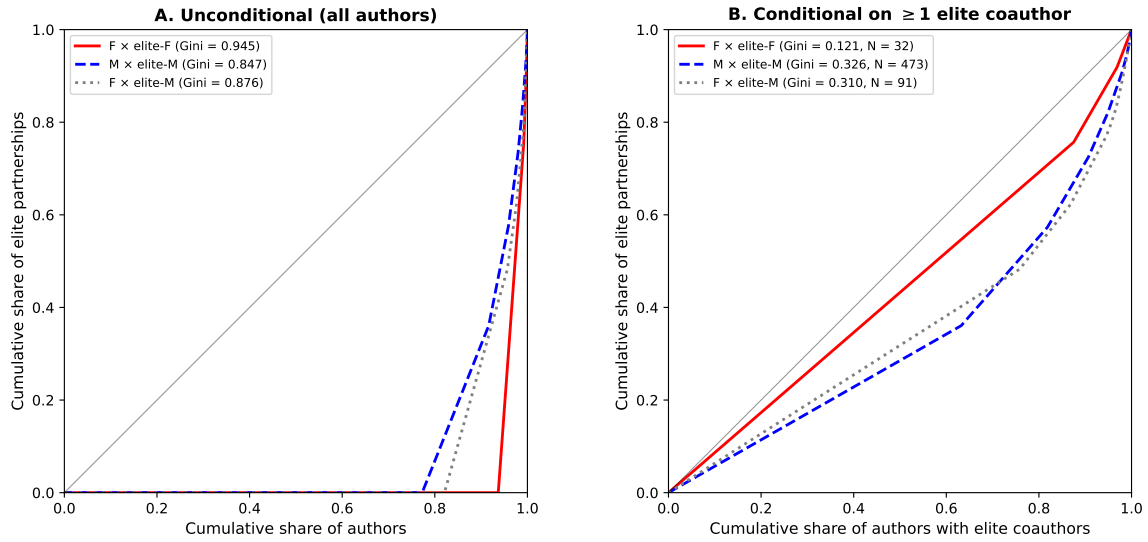 A. Unconditional (all authors)
F × elite-F (Gini = 0.945)
M × elite-M (Gini = 0.847)
F × elite-M (Gini = 0.876)
1.0
0.8
0.6
0.4
0.2
0.0
Cumulative share of elite partnerships
0.0 0.2 0.4 0.6 0.8 1.0
Cumulative share of authors
B. Conditional on ≥1 elite coauthor
F × elite-F (Gini = 0.121, N = 32)
M × elite-M (Gini = 0.326, N = 473)
F × elite-M (Gini = 0.310, N = 91)
1.0
0.8
0.6
0.4
0.2
0.0
Cumulative share of elite partnerships
0.0 0.2 0.4 0.6 0.8 1.0
Cumulative share of authors with elite coauthors